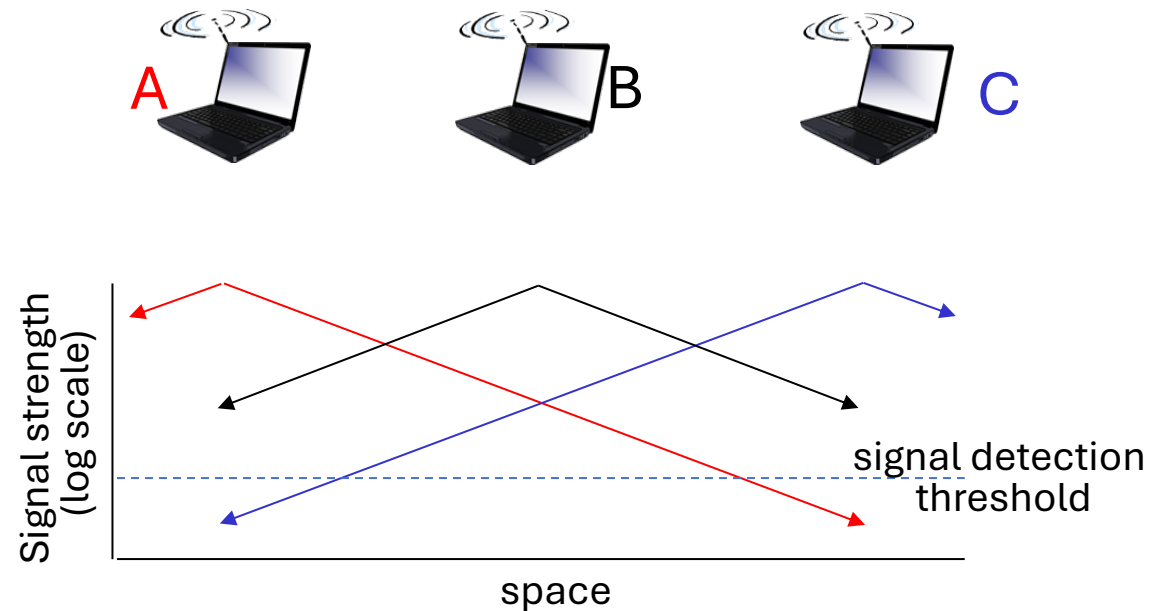 A
B
C
Signal strength
(log scale)
signal detection
threshold
space